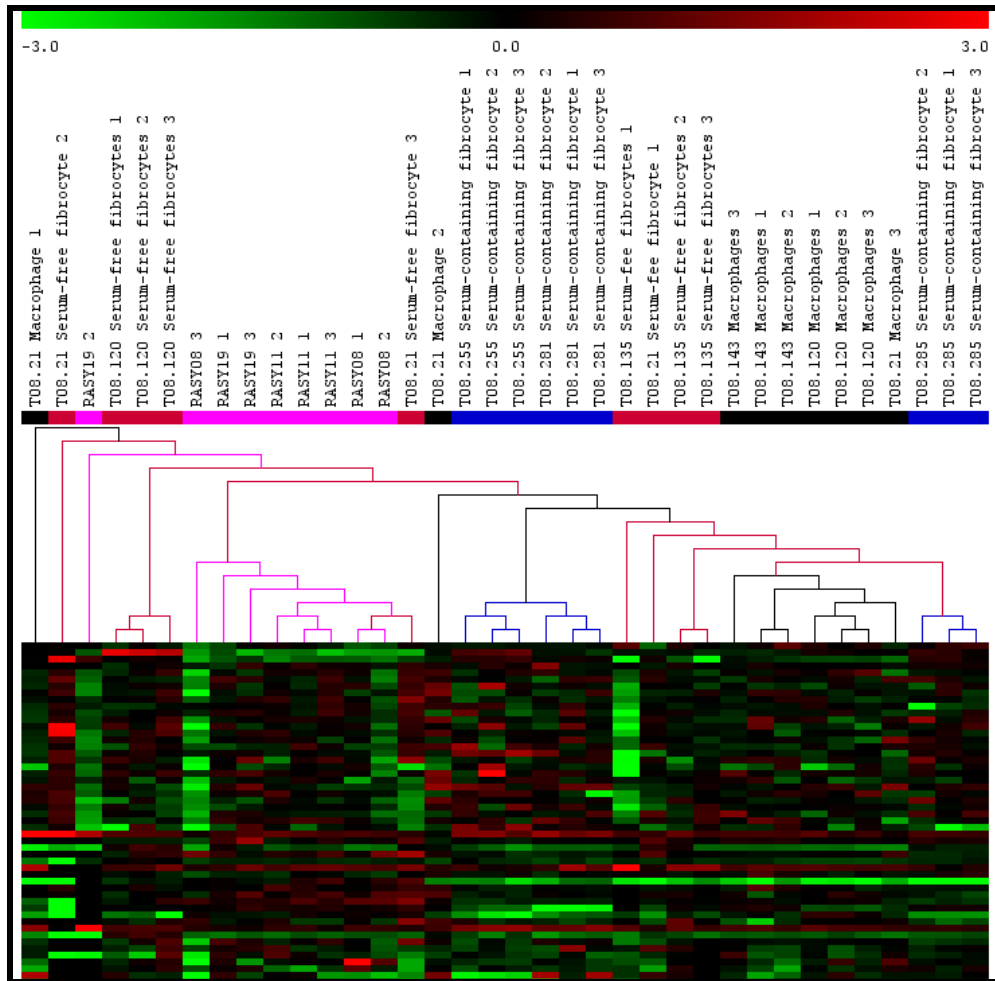 -3.0 0.0 3.0
T08.21 Macrophage 1
T08.21 Serum-free fibrocyte 2
RASY19 2
T08.120 Serum-free fibrocytes 1
T08.120 Serum-free fibrocytes 2
T08.120 Serum-free fibrocytes 3
RASY08 3
RASY19 1
RASY19 3
RASY11 2
RASY11 1
RASY11 3
RASY08 1
RASY08 2
T08.21 Serum-free fibrocyte 3
T08.21 Macrophage 2
T08.255 Serum-containing fibrocyte 1
T08.255 Serum-containing fibrocyte 2
T08.255 Serum-containing fibrocyte 3
T08.281 Serum-containing fibrocyte 2
T08.281 Serum-containing fibrocyte 1
T08.281 Serum-containing fibrocyte 3
T08.135 Serum-fee fibrocytes 1
T08.21 Serum-fee fibrocyte 1
T08.135 Serum-free fibrocytes 2
T08.135 Serum-free fibrocytes 3
T08.143 Macrophages 3
T08.143 Macrophages 1
T08.143 Macrophages 2
T08.120 Macrophages 1
T08.120 Macrophages 2
T08.120 Macrophages 3
T08.21 Macrophage 3
T08.285 Serum-containing fibrocyte 2
T08.285 Serum-containing fibrocyte 1
T08.285 Serum-containing fibrocyte 3